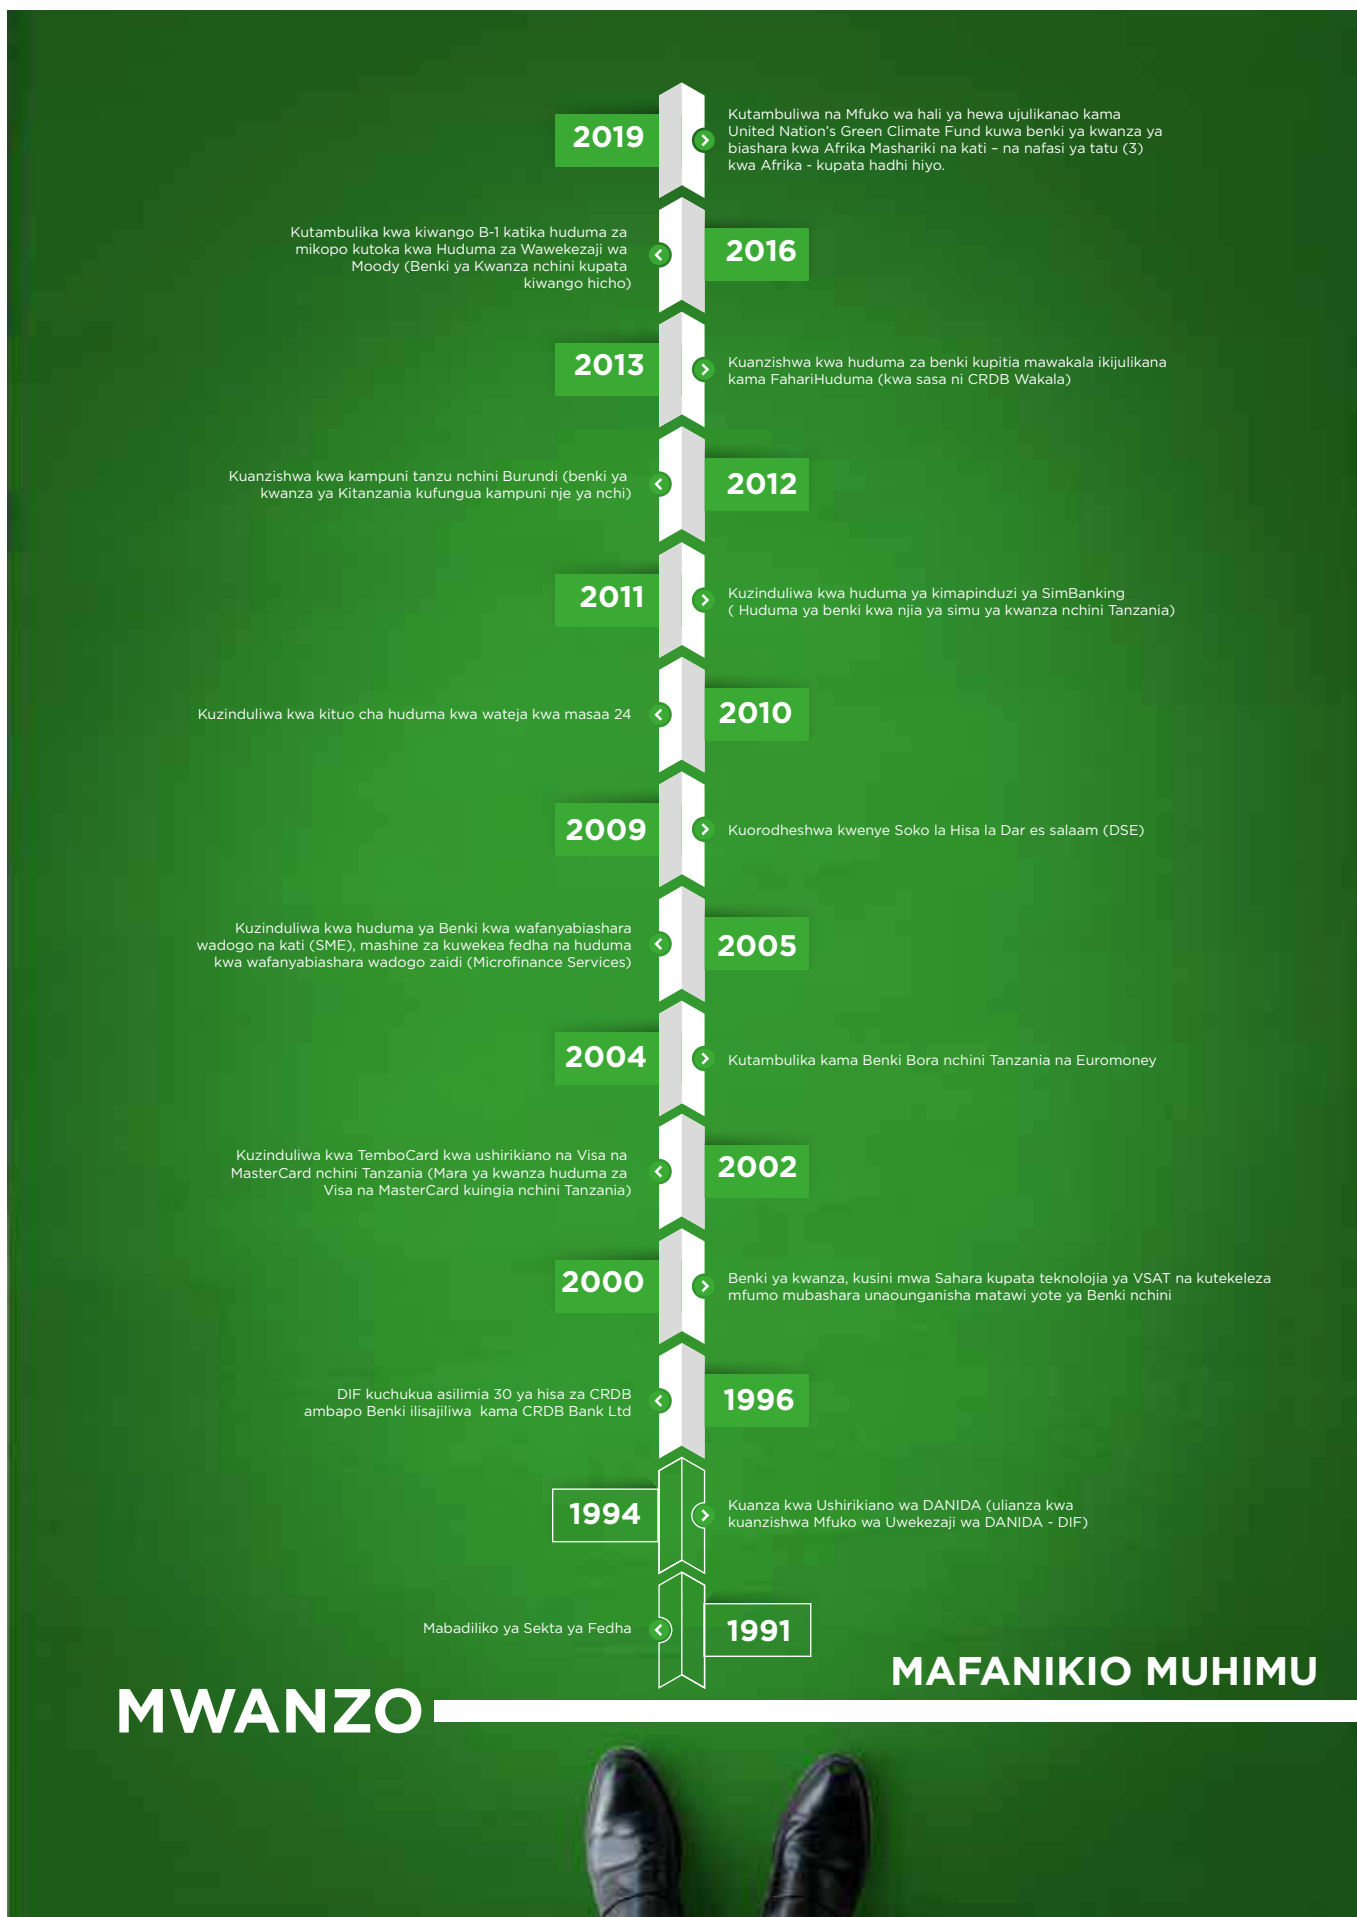 2019
Kutambuliwa na Mfuko wa hali ya hewa ujulikanao kama
United Nation's Green Climate Fund kuwa benki ya kwanza ya
biashara kwa Afrika Mashariki na kati – na nafasi ya tatu (3)
kwa Afrika - kupata hadhi hiyo.
Kutambulika kwa kiwango B-1 katika huduma za
mikopo kutoka kwa Huduma za Wawekezaji wa
Moody (Benki ya Kwanza nchini kupata
kiwango hicho)
2016
2013
Kuanzishwa kwa huduma za benki kupitia mawakala ikijulikana
kama FahariHuduma (kwa sasa ni CRDB Wakala)
Kuanzishwa kwa kampuni tanzu nchini Burundi (benki ya
kwanza ya Kitanzania kufungua kampuni nje ya nchi)
2012
2011
Kuzinduliwa kwa huduma ya kimapinduzi ya SimBanking
( Huduma ya benki kwa njia ya simu ya kwanza nchini Tanzania)
Kuzinduliwa kwa kituo cha huduma kwa wateja kwa masaa 24
2010
2009
Kuorodheshwa kwenye Soko la Hisa la Dar es salaam (DSE)
Kuzinduliwa kwa huduma ya Benki kwa wafanyabiashara
wadogo na kati (SME), mashine za kuwekea fedha na huduma
kwa wafanyabiashara wadogo zaidi (Microfinance Services)
2005
2004
Kutambulika kama Benki Bora nchini Tanzania na Euromoney
Kuzinduliwa kwa TemboCard kwa ushirikiano na Visa na
MasterCard nchini Tanzania (Mara ya kwanza huduma za
Visa na MasterCard kuingia nchini Tanzania)
2002
2000
Benki ya kwanza, kusini mwa Sahara kupata teknolojia ya VSAT na kutekeleza
mfumo mubashara unaounganisha matawi yote ya Benki nchini
DIF kuchukua asilimia 30 ya hisa za CRDB
ambapo Benki ilisajiliwa kama CRDB Bank Ltd
1996
1994
Kuanza kwa Ushirikiano wa DANIDA (ulianza kwa
kuanzishwa Mfuko wa Uwekezaji wa DANIDA - DIF)
Mabadiliko ya Sekta ya Fedha
1991
MAFANIKIO MUHIMU
MWANZO